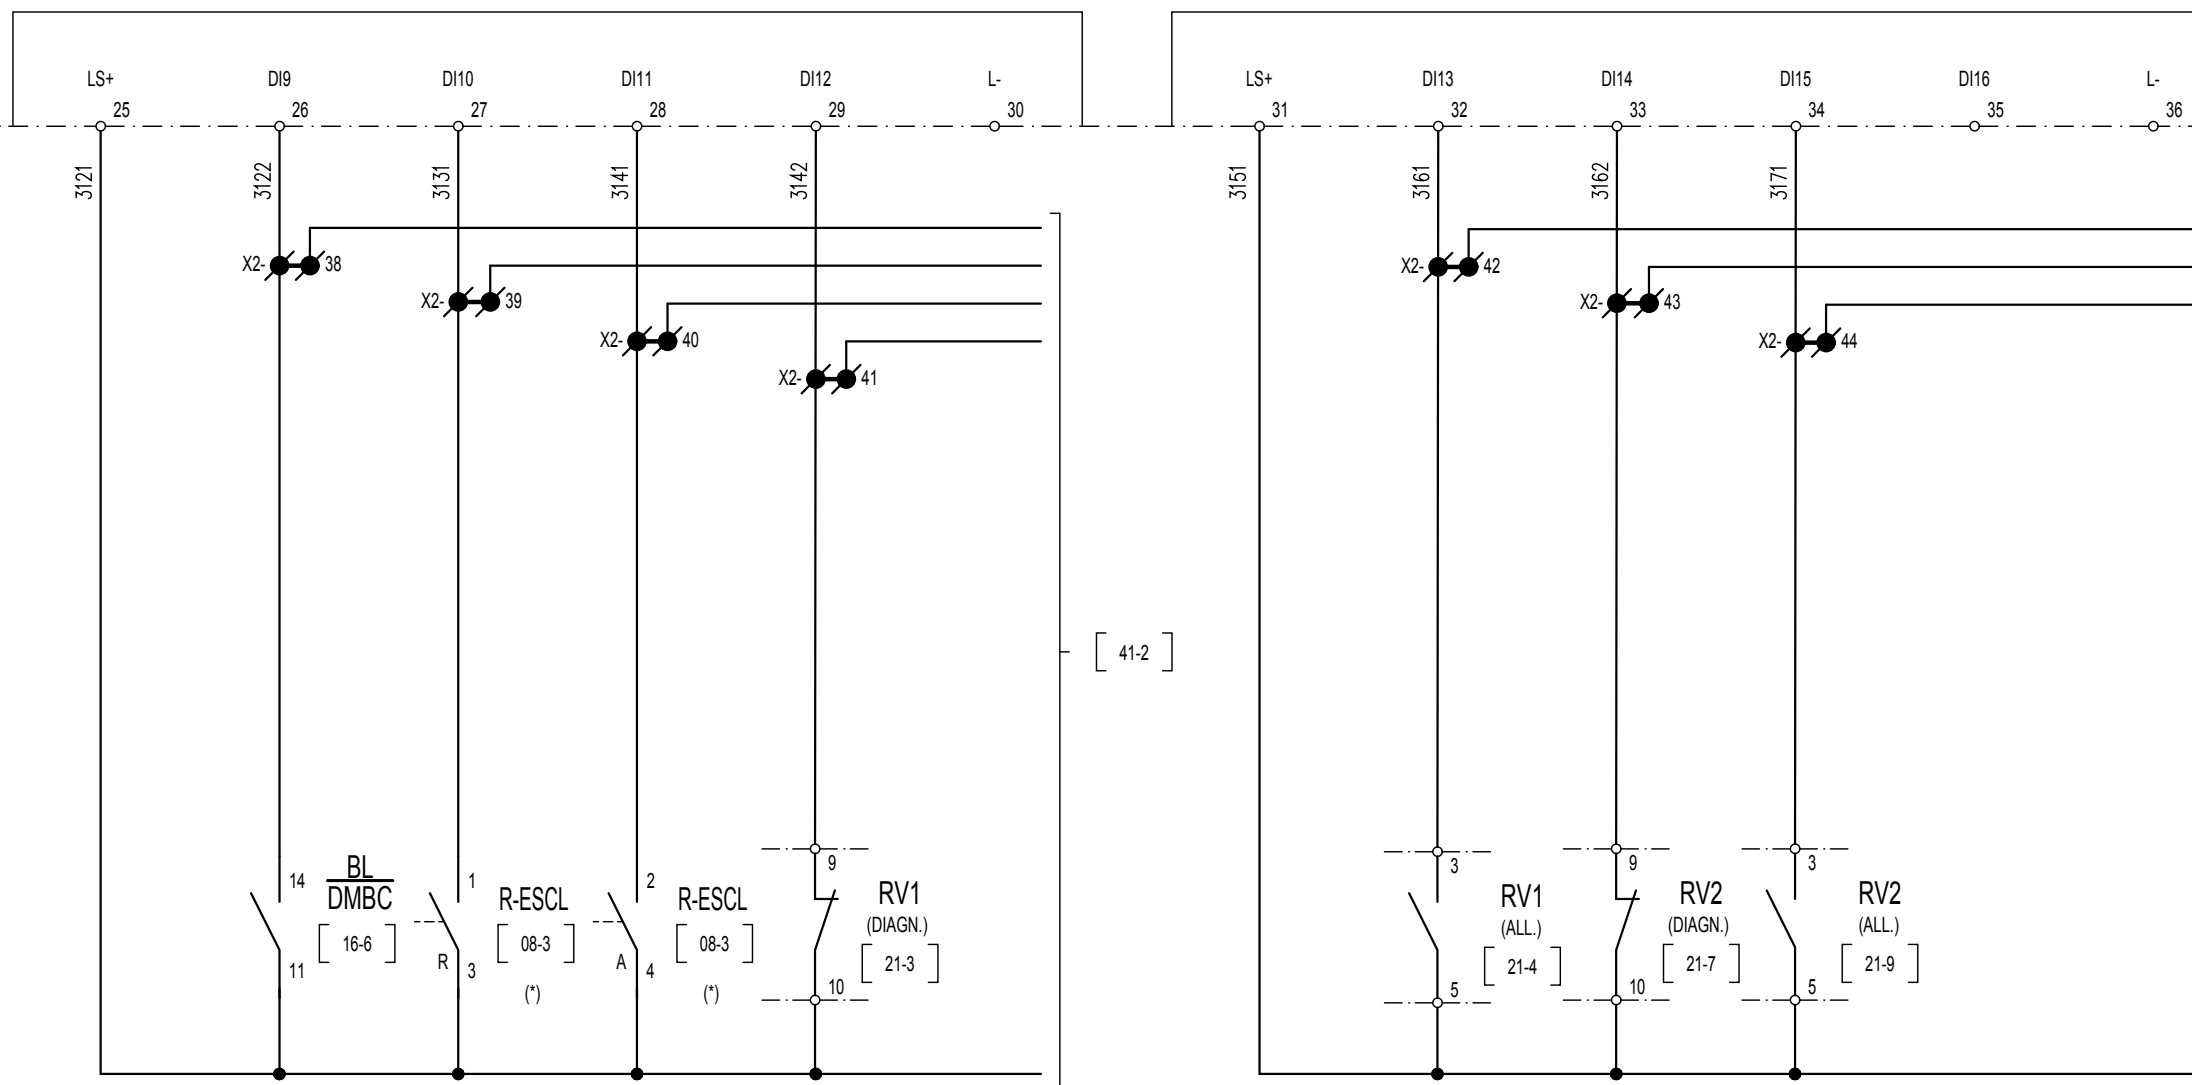 LS+ DI9 DI10 DI11 DI12 L- LS+ DI13 DI14 DI15 DI16 L-
25 26 27 28 29 30 31 32 33 34 35 36
3121 3122 3131 3141 3142 3151 3161 3162 3171
X2- 38 X2- 42
X2- 39 X2- 43
X2- 40 X2- 44
X2- 41
41-2
9 3 9 3
14 BL 1 2
DMBC R-ESCL R-ESCL RV1 RV1 RV2 RV2
(DIAGN.) (ALL.) (DIAGN.) (ALL.)
16-6 08-3 08-3 21-3 21-4 21-7 21-9
11 R 3 A 4
(*) (*) 10 5 10 5